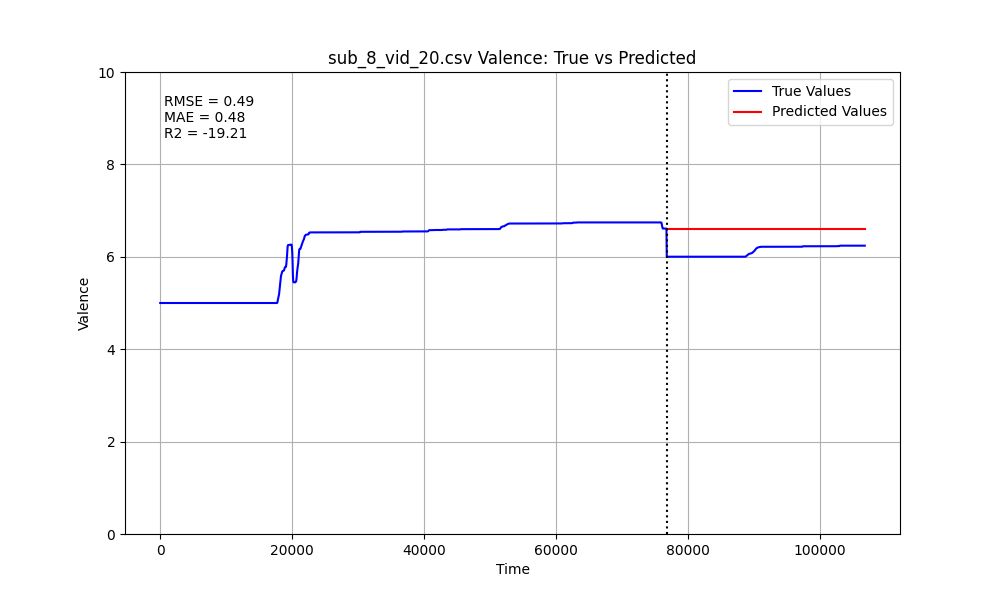 sub_8_vid_20.csv Valence: True vs Predicted
RMSE = 0.49
MAE = 0.48
R2 = -19.21
True Values
Predicted Values
10
8
6
4
2
0
Valence
0
20000
40000
60000
80000
100000
Time